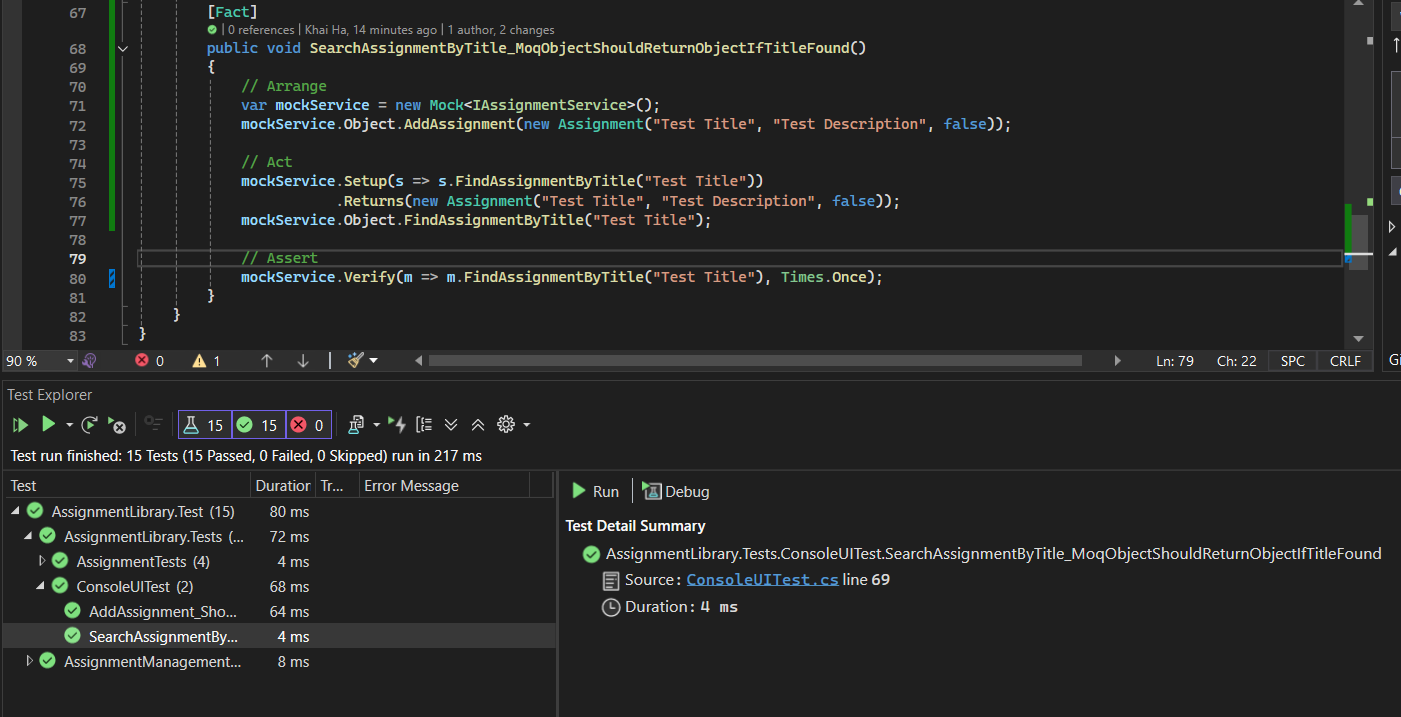 67 [Fact]
| 0 references | Khai Ha, 14 minutes ago | 1 author, 2 changes
68 public void SearchAssignmentByTitle_MoqObjectShouldReturnObjectIfTitleFound()
69 {
70 // Arrange
71 var mockService = new Mock<IAssignmentService>();
72 mockService.Object.AddAssignment(new Assignment("Test Title", "Test Description", false));
73
74 // Act
75 mockService.Setup(s => s.FindAssignmentByTitle("Test Title"))
76 .Returns(new Assignment("Test Title", "Test Description", false));
77 mockService.Object.FindAssignmentByTitle("Test Title");
78
79 // Assert
80 mockService.Verify(m => m.FindAssignmentByTitle("Test Title"), Times.Once);
81 }
82 }
83 }
90 % 0 1 Ln: 79 Ch: 22 SPC CRLF
Test Explorer
15 15 0
Test run finished: 15 Tests (15 Passed, 0 Failed, 0 Skipped) run in 217 ms
Test Duration Tr... Error Message
AssignmentLibrary.Test (15) 80 ms
AssignmentLibrary.Tests (... 72 ms
AssignmentTests (4) 4 ms
ConsoleUITest (2) 68 ms
AddAssignment_Sho... 64 ms
SearchAssignmentBy... 4 ms
AssignmentManagement... 8 ms
Run Debug
Test Detail Summary
AssignmentLibrary.Tests.ConsoleUITest.SearchAssignmentByTitle_MoqObjectShouldReturnObjectIfTitleFound
Source: ConsoleUITest.cs line 69
Duration: 4 ms